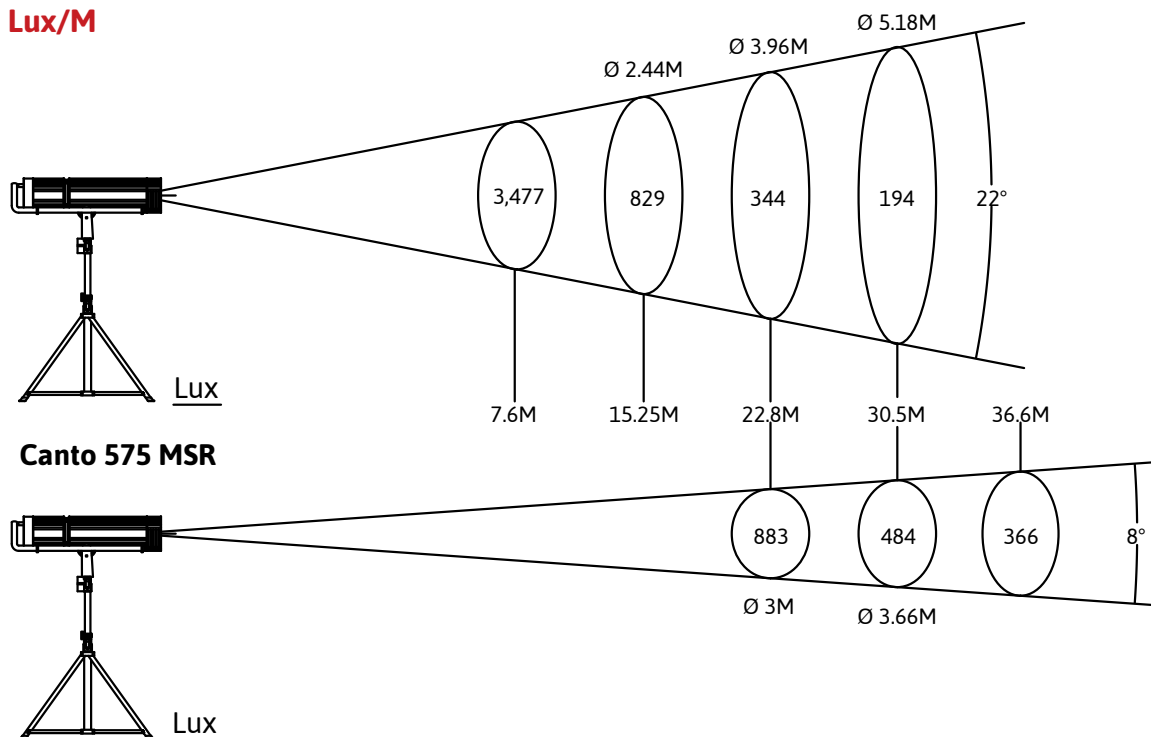 Lux/M
Ø 5.18M
Ø 3.96M
Ø 2.44M
3,477 829 344 194 22°
Lux
7.6M 15.25M 22.8M 30.5M 36.6M
Canto 575 MSR
883 484 366 8°
Ø 3M Ø 3.66M
Lux